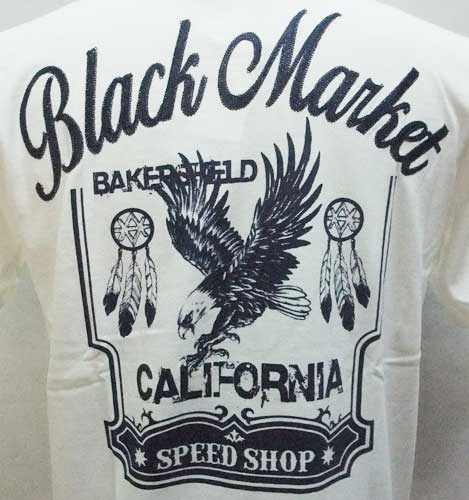 Black Market
BAKERSFIELD
CALIFORNIA
SPEED SHOP